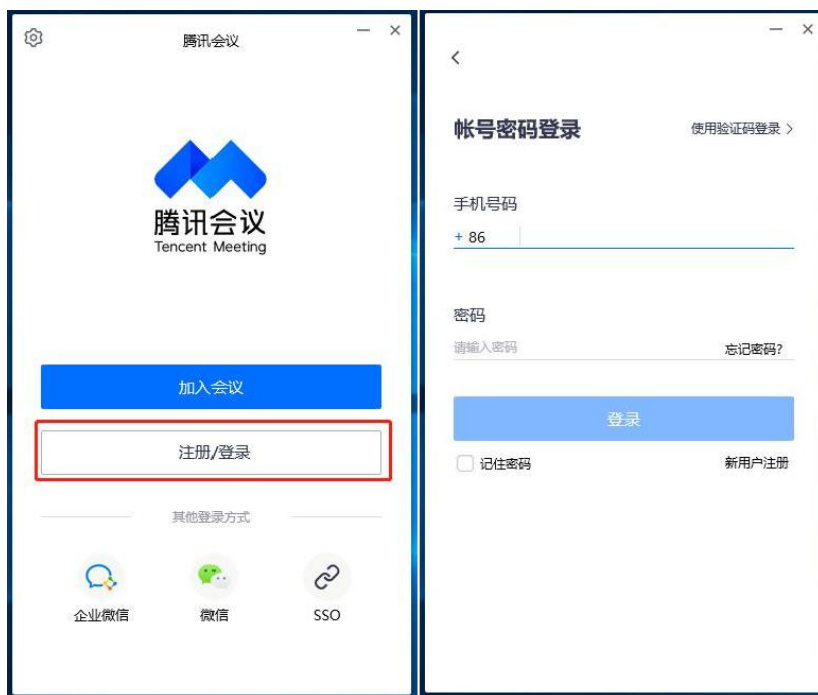 腾讯会议
腾讯会议
Tencent Meeting
加入会议
注册/登录
其他登录方式
企业微信
微信
SSO
帐号密码登录
使用验证码登录 >
手机号码
+ 86
密码
请输入密码
忘记密码?
登录
记住密码
新用户注册